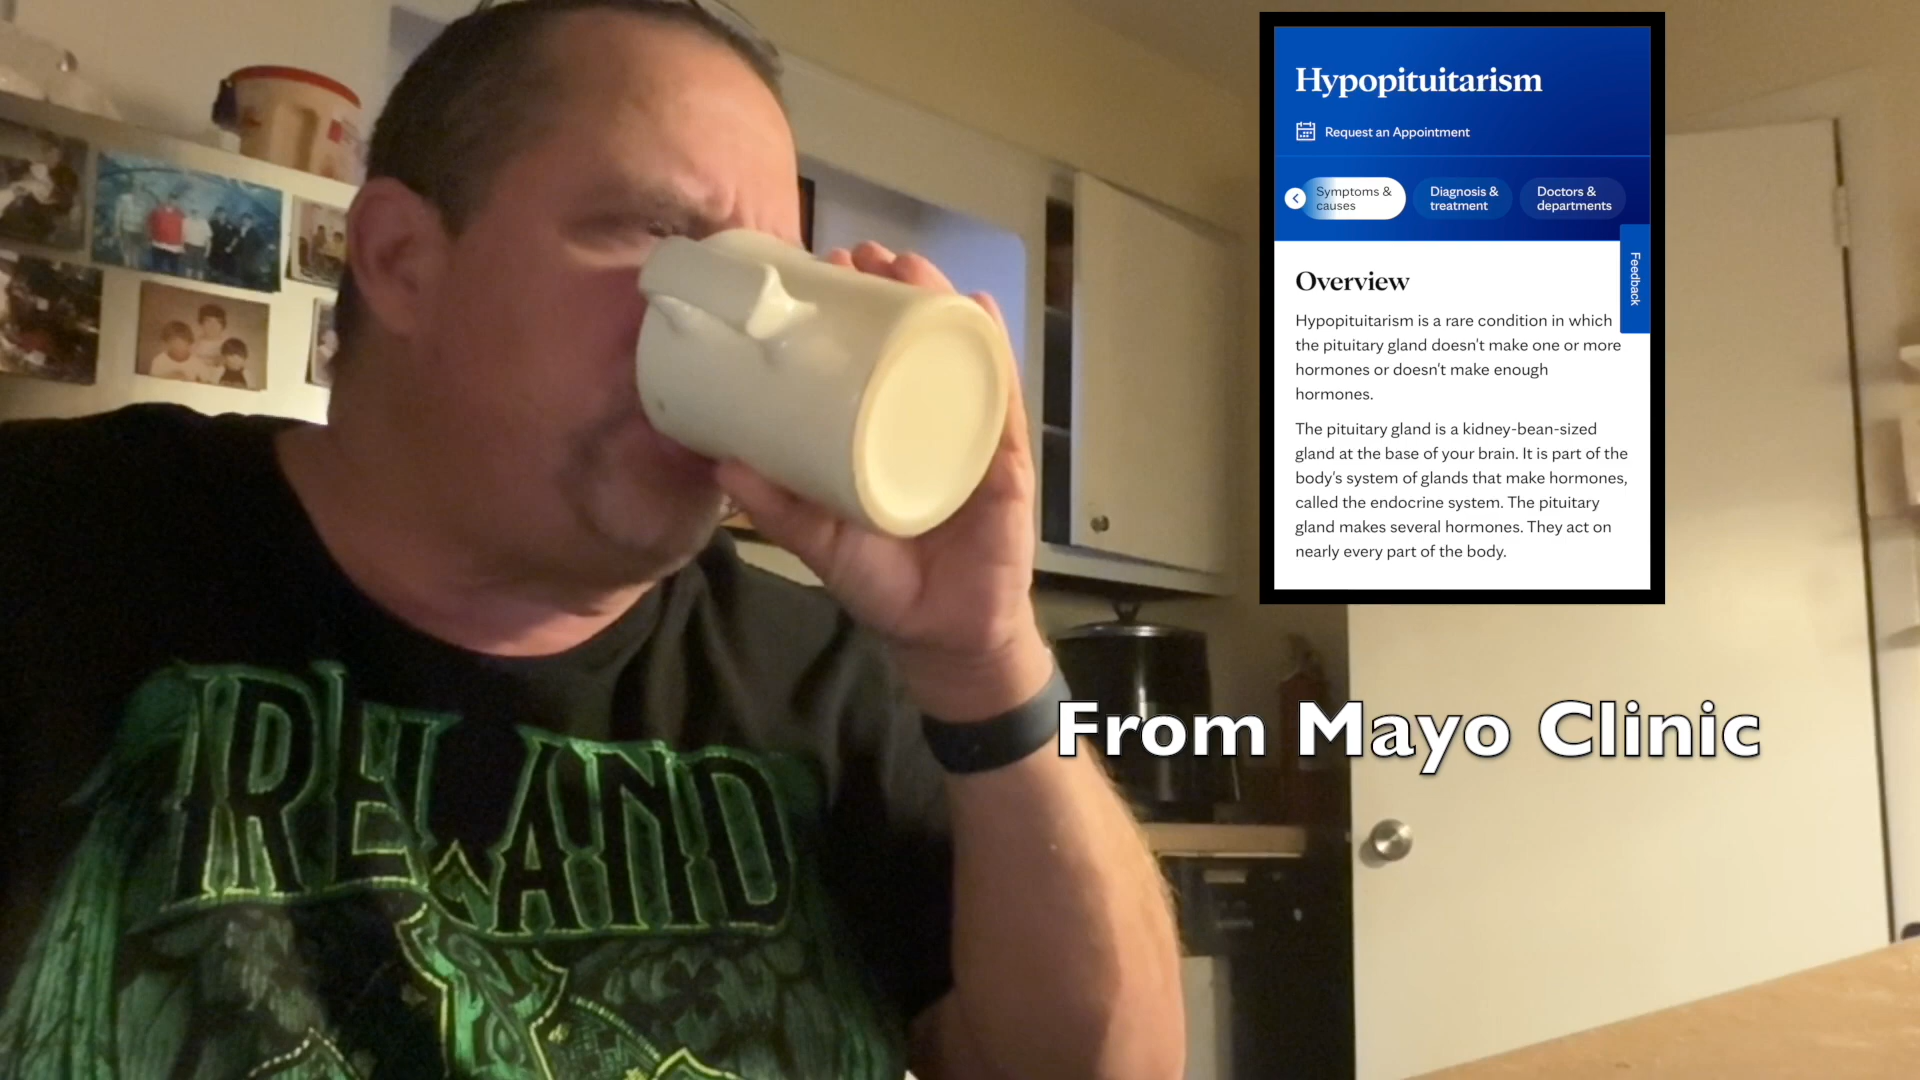 Hypopituitarism
Request an Appointment
Symptoms &
causes
Diagnosis &
treatment
Doctors &
departments
Feedback
Overview
Hypopituitarism is a rare condition in which
the pituitary gland doesn't make one or more
hormones or doesn't make enough
hormones.
The pituitary gland is a kidney-bean-sized
gland at the base of your brain. It is part of the
body's system of glands that make hormones,
called the endocrine system. The pituitary
gland makes several hormones. They act on
nearly every part of the body.
From Mayo Clinic
IRELAND